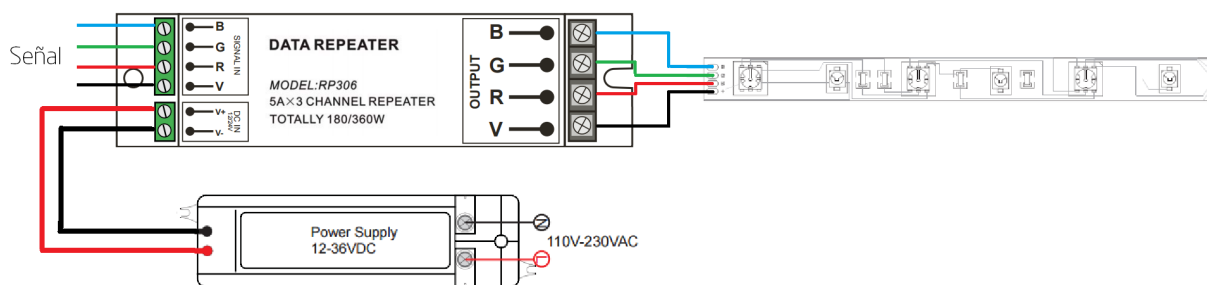 Señal
B
G
R
V
SIGNAL IN
V+
V-
DC IN
12/24V
DATA REPEATER
MODEL:RP306
5A×3 CHANNEL REPEATER
TOTALLY 180/360W
OUTPUT
B
G
R
V
Power Supply
12-36VDC
N
L
110V-230VAC